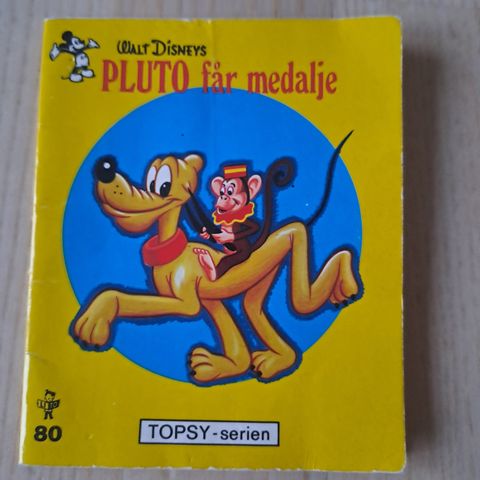 WALT DISNEYS
PLUTO får medalje
80
TOPSY-serien